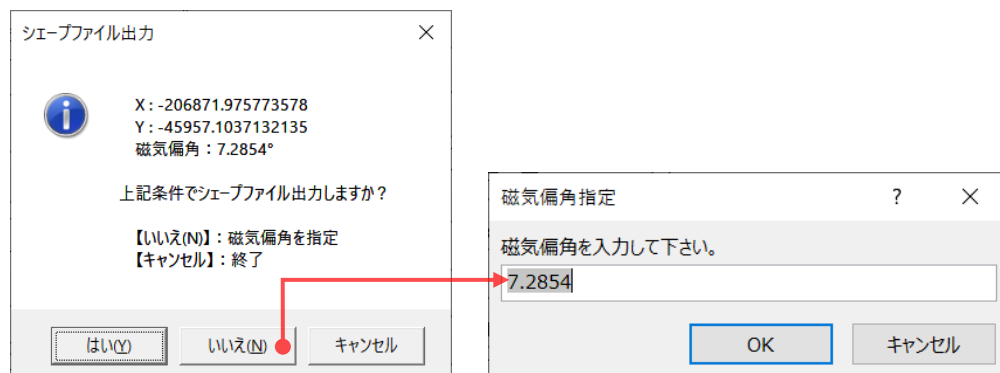 シェープファイル出力
X : -206871.975773578
Y : -45957.1037132135
磁気偏角：7.2854°
上記条件でシェープファイル出力しますか？
【いいえ(N)】：磁気偏角を指定
【キャンセル】：終了
はい(Y)
いいえ(N)
キャンセル
磁気偏角指定
?
磁気偏角を入力して下さい。
7.2854
OK
キャンセル